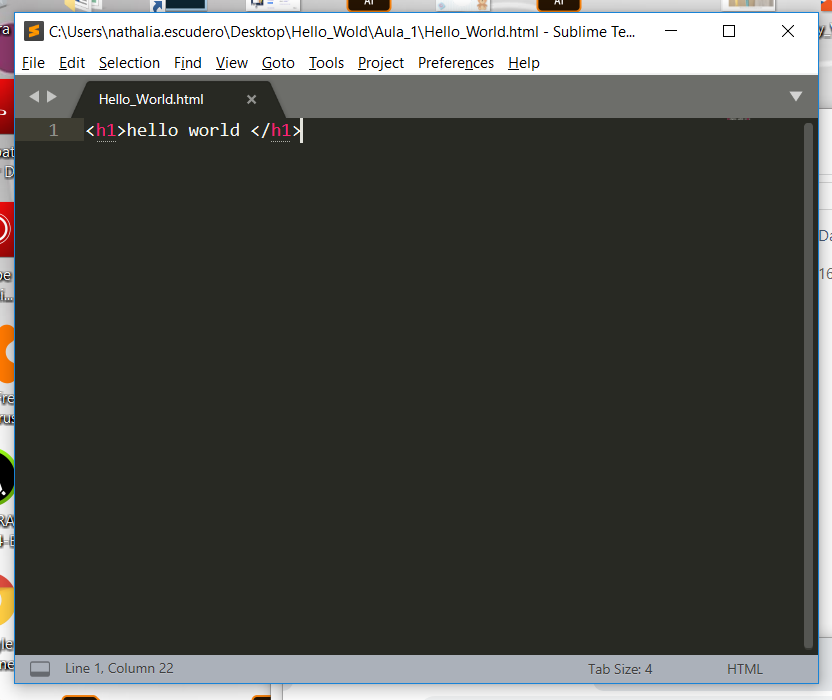 C:\Users\nathalia.escudero\Desktop\Hello_Wold\Aula_1\Hello_World.html - Sublime Te...
File Edit Selection Find View Goto Tools Project Preferences Help
Hello_World.html
1 <h1>hello world </h1>
Line 1, Column 22 Tab Size: 4 HTML